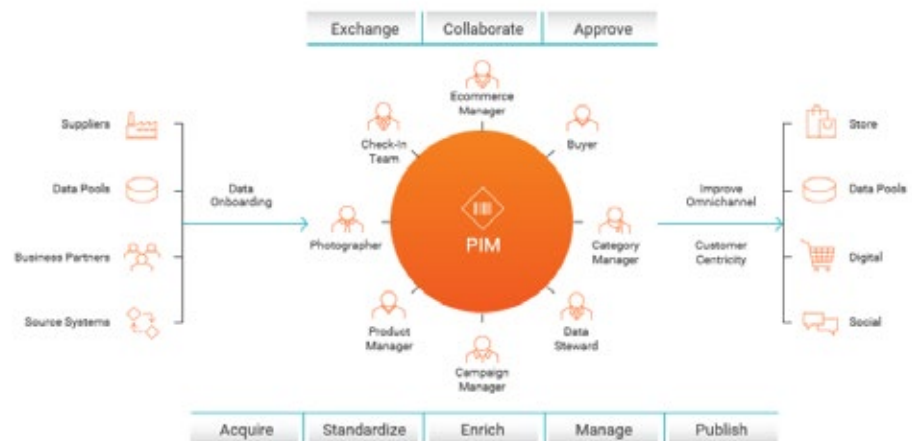 Exchange
Collaborate
Approve
Ecommerce
Manager
Check-In
Team
Buyer
Suppliers
Data Pools
Business Partners
Source Systems
Data
Onboarding
Photographer
PIM
Category
Manager
Product
Manager
Campaign
Manager
Data
Steward
Improve
Omnichannel
Customer
Centricity
Store
Data Pools
Digital
Social
Acquire
Standardize
Enrich
Manage
Publish